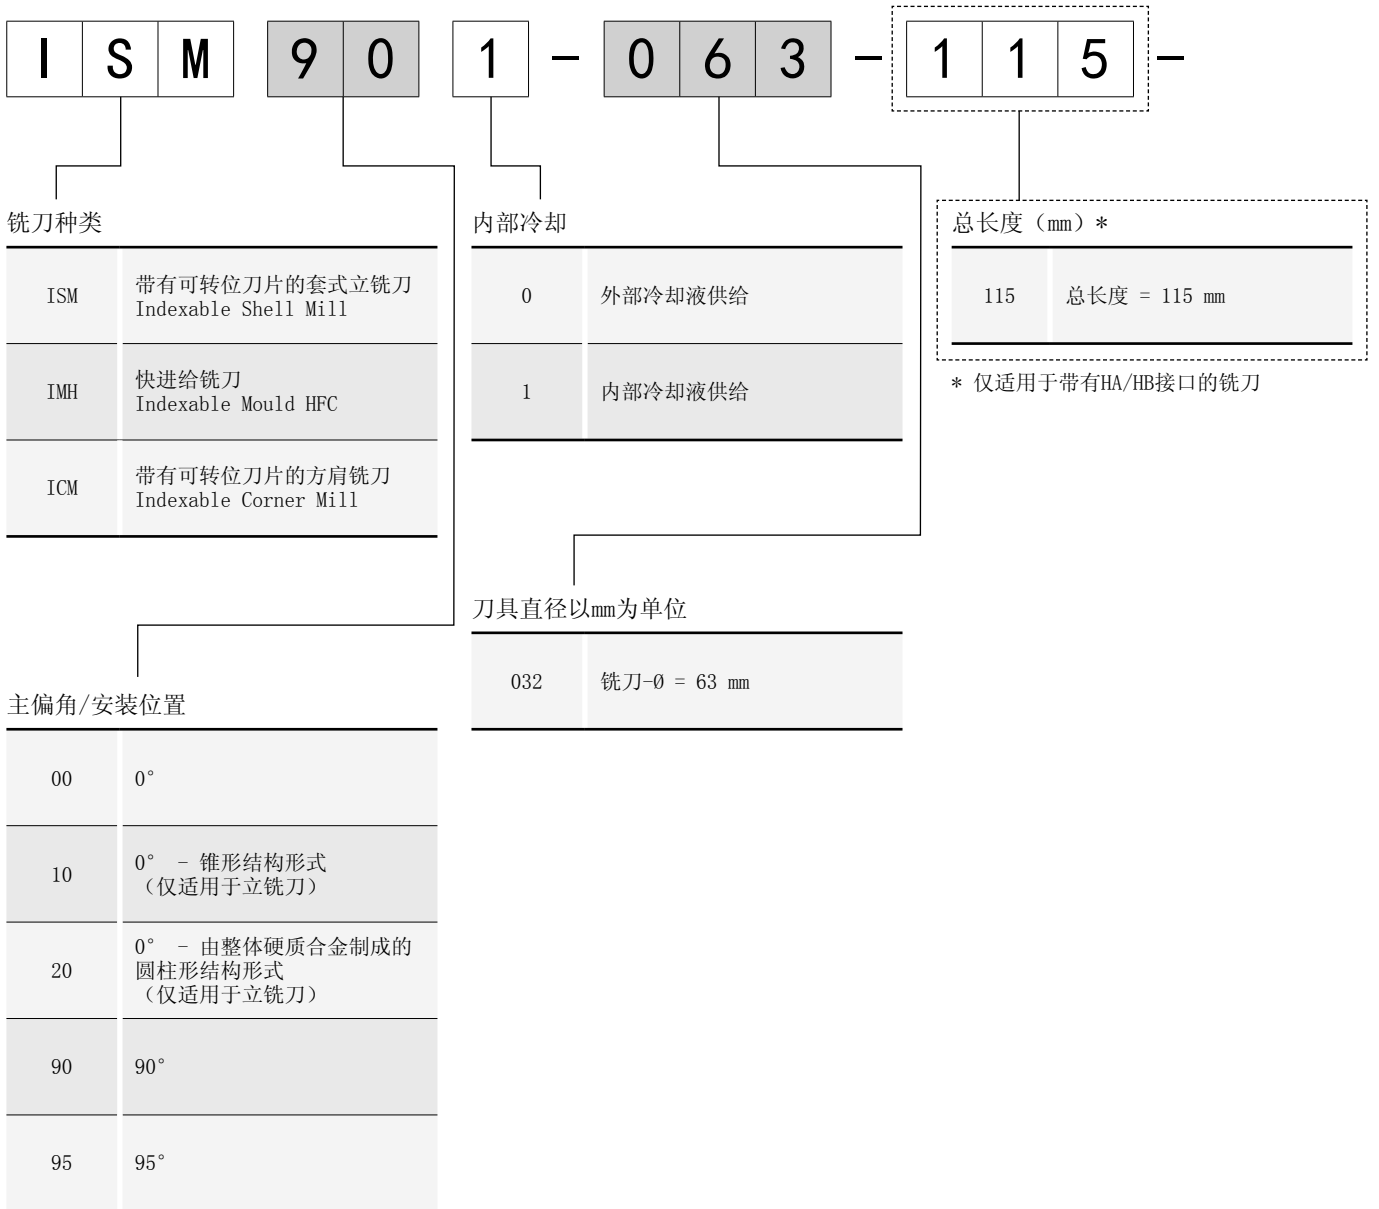 ISM 90 1 - 063 - 115 -
铣刀种类
ISM 带有可转位刀片的套式立铣刀
Indexable Shell Mill
IMH 快进给铣刀
Indexable Mould HFC
ICM 带有可转位刀片的方肩铣刀
Indexable Corner Mill
主偏角/安装位置
00 0°
10 0° - 锥形结构形式
（仅适用于立铣刀）
20 0° - 由整体硬质合金制成的
圆柱形结构形式
（仅适用于立铣刀）
90 90°
95 95°
内部冷却
0 外部冷却液供给
1 内部冷却液供给
刀具直径以mm为单位
032 铣刀-Ø = 63 mm
总长度（mm）*
115 总长度 = 115 mm
* 仅适用于带有HA/HB接口的铣刀